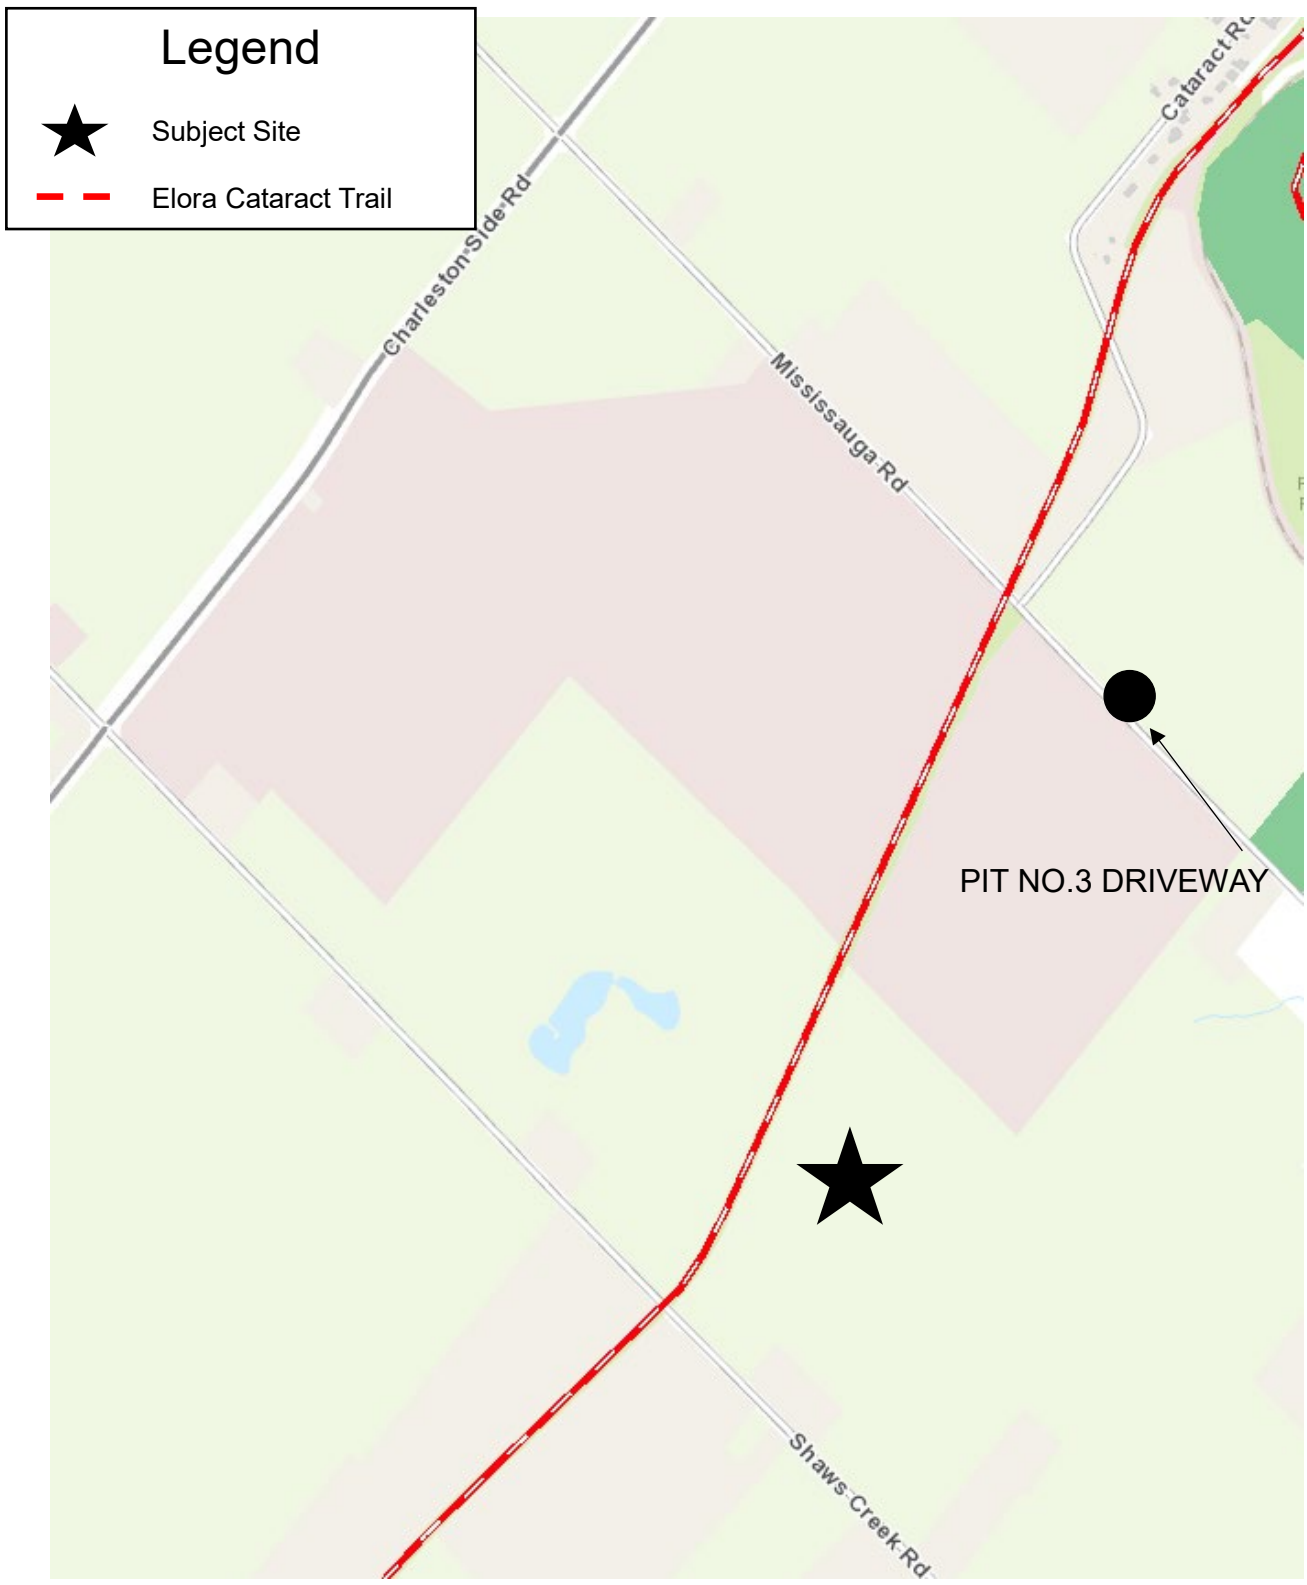 Legend
Subject Site
Elora Cataract Trail
Cataract Rd
Charleston Side Rd
Mississauga Rd
PIT NO.3 DRIVEWAY
Shaws Creek Rd